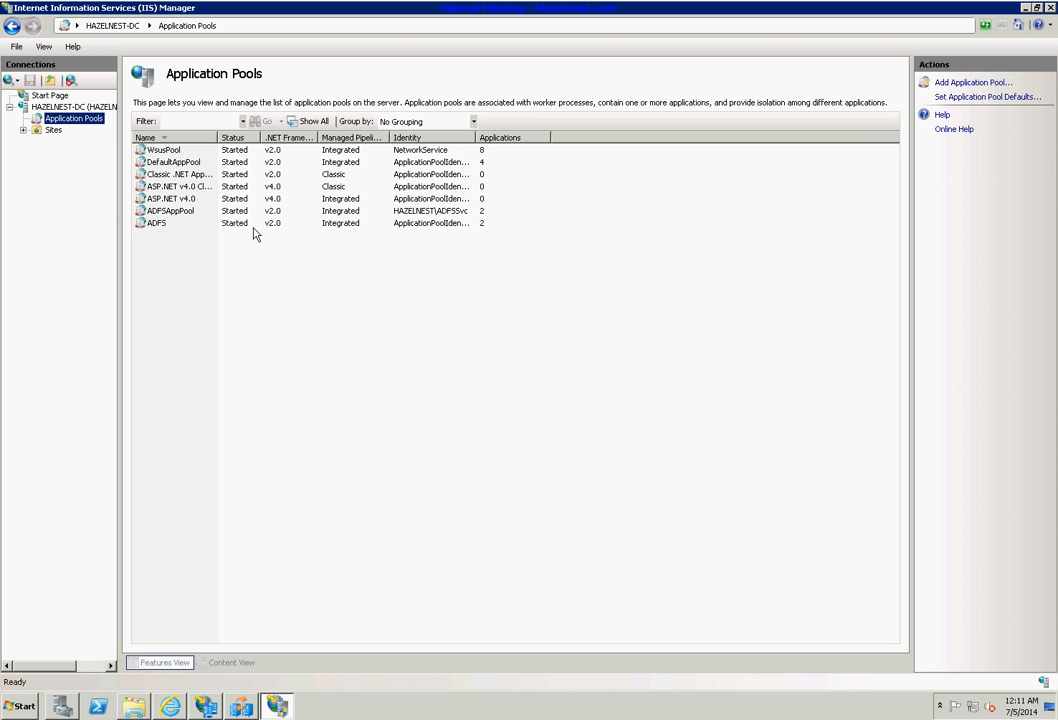 Internet Information Services (IIS) Manager
HAZELNEST-DC
Application Pools
File View Help
Connections
Start Page
HAZELNEST-DC (HAZELN
Application Pools
Sites
Application Pools
This page lets you view and manage the list of application pools on the server. Application pools are associated with worker processes, contain one or more applications, and provide isolation among different applications.
Filter: Go Show All Group by: No Grouping
Name Status .NET Frame... Managed Pipeli... Identity Applications
WsusPool Started v2.0 Integrated NetworkService 8
DefaultAppPool Started v2.0 Integrated ApplicationPoolIden... 4
Classic .NET App... Started v2.0 Classic ApplicationPoolIden... 0
ASP.NET v4.0 Cl... Started v4.0 Classic ApplicationPoolIden... 0
ASP.NET v4.0 Started v4.0 Integrated ApplicationPoolIden... 0
ADFSAppPool Started v2.0 Integrated HAZELNEST\ADFSSvc 2
ADFS Started v2.0 Integrated ApplicationPoolIden... 2
Features View Content View
Actions
Add Application Pool...
Set Application Pool Defaults...
Help
Online Help
Ready
Start
12:11 AM
7/5/2014